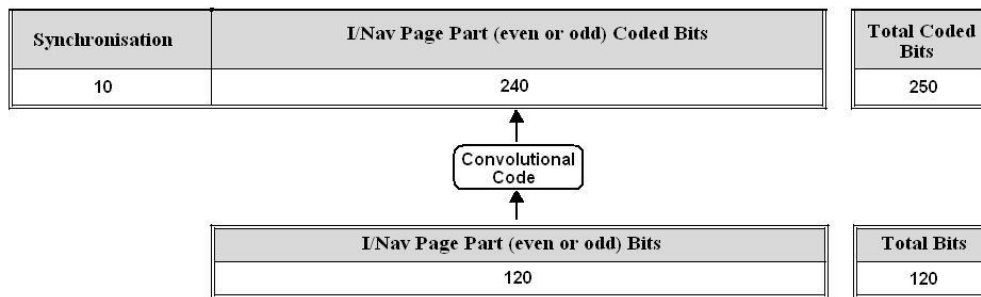 Synchronisation
I/Nav Page Part (even or odd) Coded Bits
Total Coded
Bits
10
240
250
Convolutional
Code
I/Nav Page Part (even or odd) Bits
Total Bits
120
120